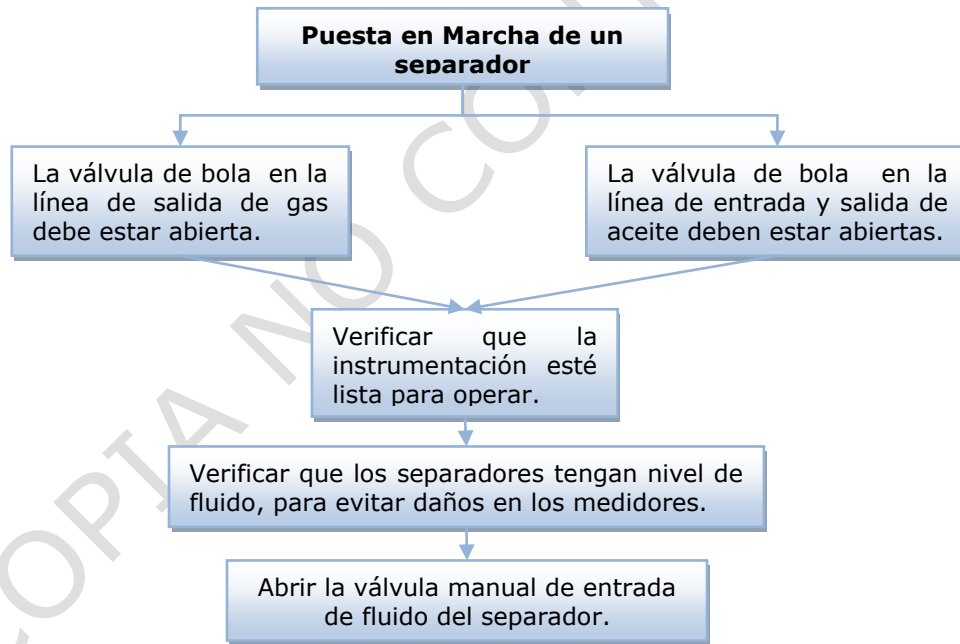 Puesta en Marcha de un
separador
La válvula de bola en la
línea de salida de gas
debe estar abierta.
La válvula de bola en la
línea de entrada y salida de
aceite deben estar abiertas.
Verificar que la
instrumentación esté
lista para operar.
Verificar que los separadores tengan nivel de
fluido, para evitar daños en los medidores.
Abrir la válvula manual de entrada
de fluido del separador.
COPIA NO